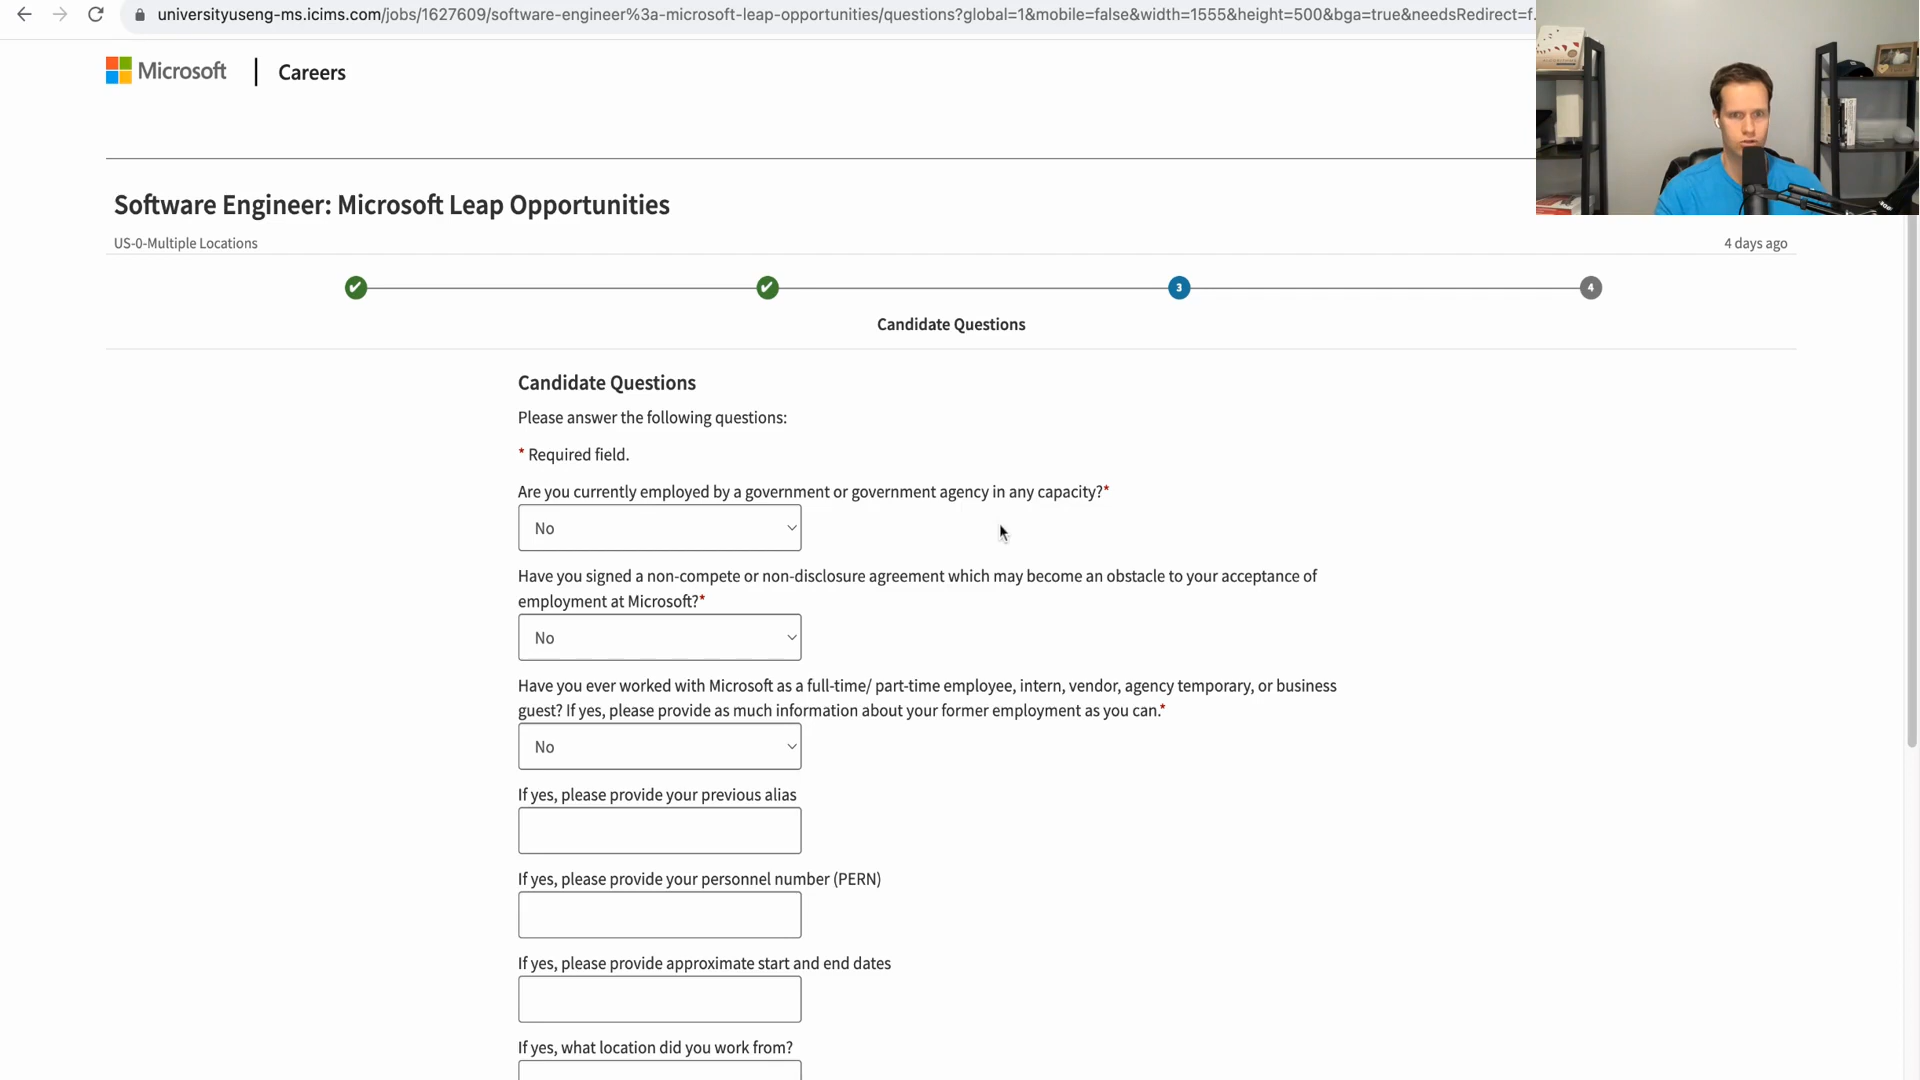 universityuseng-ms.icims.com/jobs/1627609/software-engineer%3a-microsoft-leap-opportunities/questions?global=1&mobile=false&width=1555&height=500&bga=true&needsRedirect=f...
Microsoft | Careers
Software Engineer: Microsoft Leap Opportunities
US-0-Multiple Locations
4 days ago
3
4
Candidate Questions
Candidate Questions
Please answer the following questions:
* Required field.
Are you currently employed by a government or government agency in any capacity?*
No
Have you signed a non-compete or non-disclosure agreement which may become an obstacle to your acceptance of
employment at Microsoft?*
No
Have you ever worked with Microsoft as a full-time/ part-time employee, intern, vendor, agency temporary, or business
guest? If yes, please provide as much information about your former employment as you can.*
No
If yes, please provide your previous alias
If yes, please provide your personnel number (PERN)
If yes, please provide approximate start and end dates
If yes, what location did you work from?